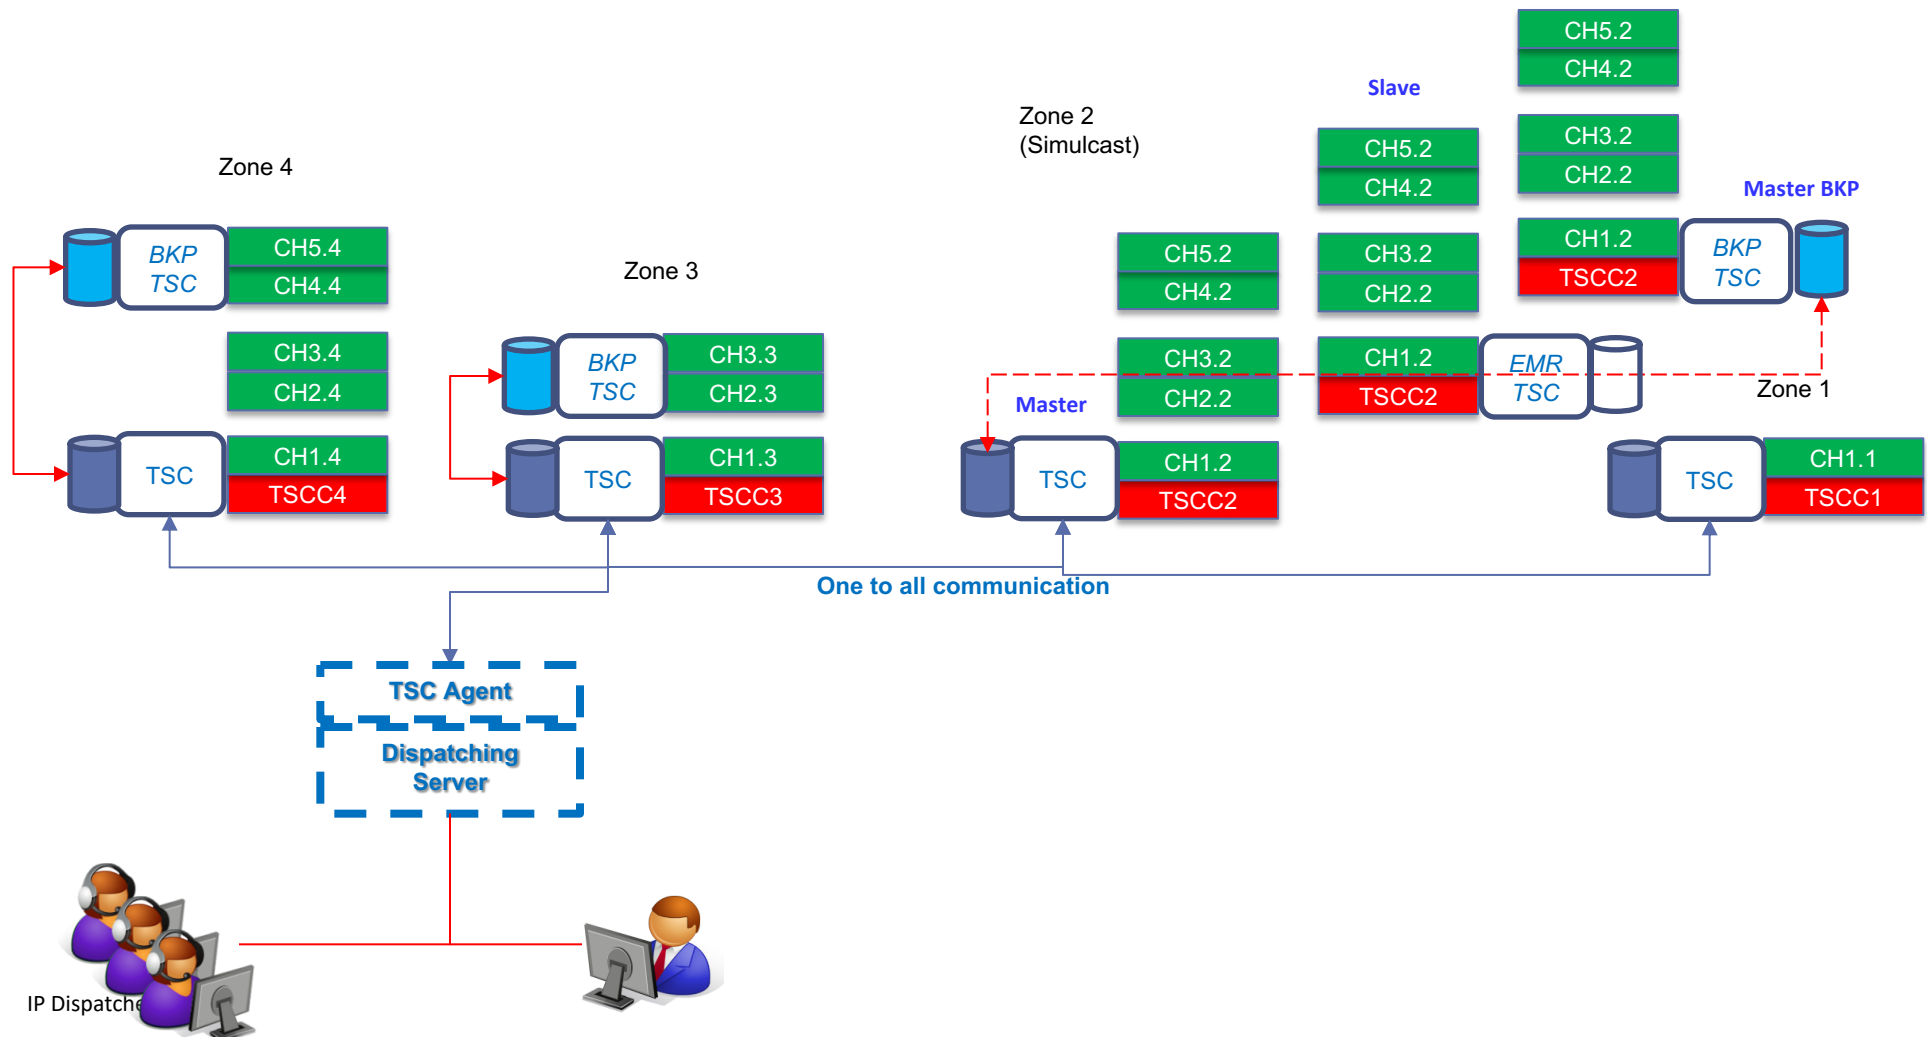 Zone 4
BKP
TSC
CH5.4
CH4.4
CH3.4
CH2.4
TSC
CH1.4
TSCC4
Zone 3
BKP
TSC
CH3.3
CH2.3
TSC
CH1.3
TSCC3
Zone 2
(Simulcast)
Master
CH5.2
CH4.2
CH3.2
CH2.2
TSC
CH1.2
TSCC2
Slave
CH5.2
CH4.2
CH3.2
CH2.2
CH1.2
TSCC2
EMR
TSC
CH5.2
CH4.2
CH3.2
CH2.2
CH1.2
TSCC2
Master BKP
BKP
TSC
Zone 1
TSC
CH1.1
TSCC1
One to all communication
TSC Agent
Dispatching
Server
IP